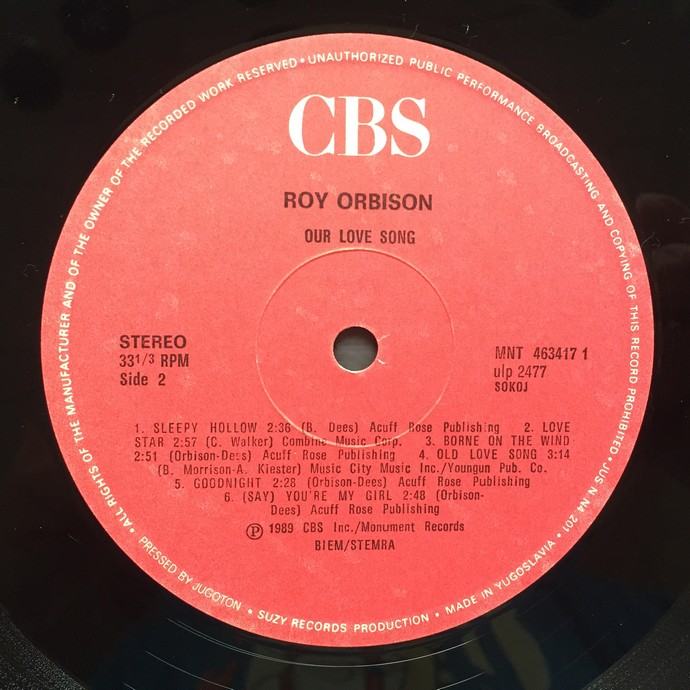 • ALL RIGHTS OF THE MANUFACTURER AND OF THE OWNER OF THE RECORDED WORK RESERVED • UNAUTHORIZED PUBLIC PERFORMANCE BROADCASTING AND COPYING OF THIS RECORD PROHIBITED • JUS N N4 201
CBS
ROY ORBISON
OUR LOVE SONG
STEREO
33 1/3 RPM
Side 2
MNT 463417 1
ulp 2477
SOKOJ
1. SLEEPY HOLLOW 2:36 (B. Dees) Acuff Rose Publishing 2. LOVE
STAR 2:57 (C. Walker) Combine Music Corp. 3. BORNE ON THE WIND
2:51 (Orbison-Dees) Acuff Rose Publishing 4. OLD LOVE SONG 3:14
(B. Morrison-A. Kiester) Music City Music Inc./Youngun Pub. Co.
5. GOODNIGHT 2:28 (Orbison-Dees) Acuff Rose Publishing
6. (SAY) YOU'RE MY GIRL 2:48 (Orbison-
Dees) Acuff Rose Publishing
Ⓟ 1989 CBS Inc./Monument Records
BIEM/STEMRA
PRESSED BY JUGOTON • SUZY RECORDS PRODUCTION • MADE IN YUGOSLAVIA •